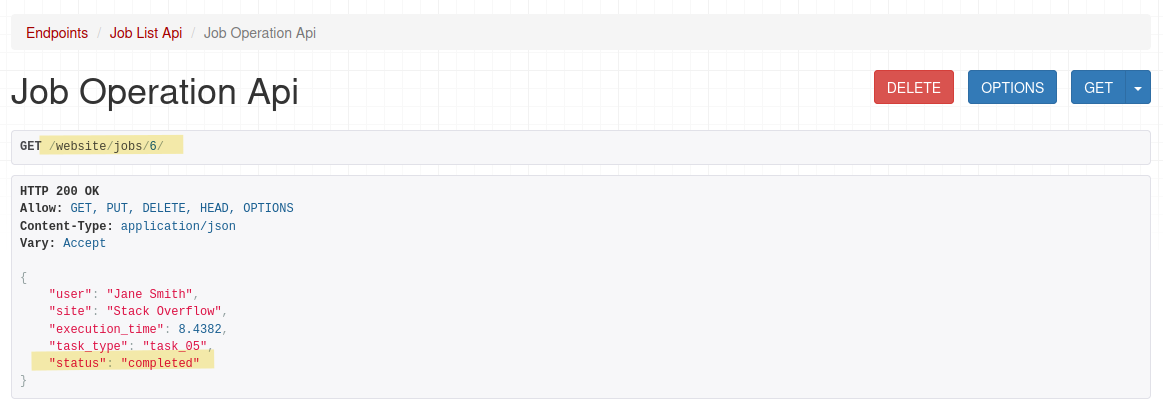 Endpoints / Job List Api / Job Operation Api
Job Operation Api
DELETE OPTIONS GET
GET /website/jobs/6/
HTTP 200 OK
Allow: GET, PUT, DELETE, HEAD, OPTIONS
Content-Type: application/json
Vary: Accept
{
"user": "Jane Smith",
"site": "Stack Overflow",
"execution_time": 8.4382,
"task_type": "task_05",
"status": "completed"
}